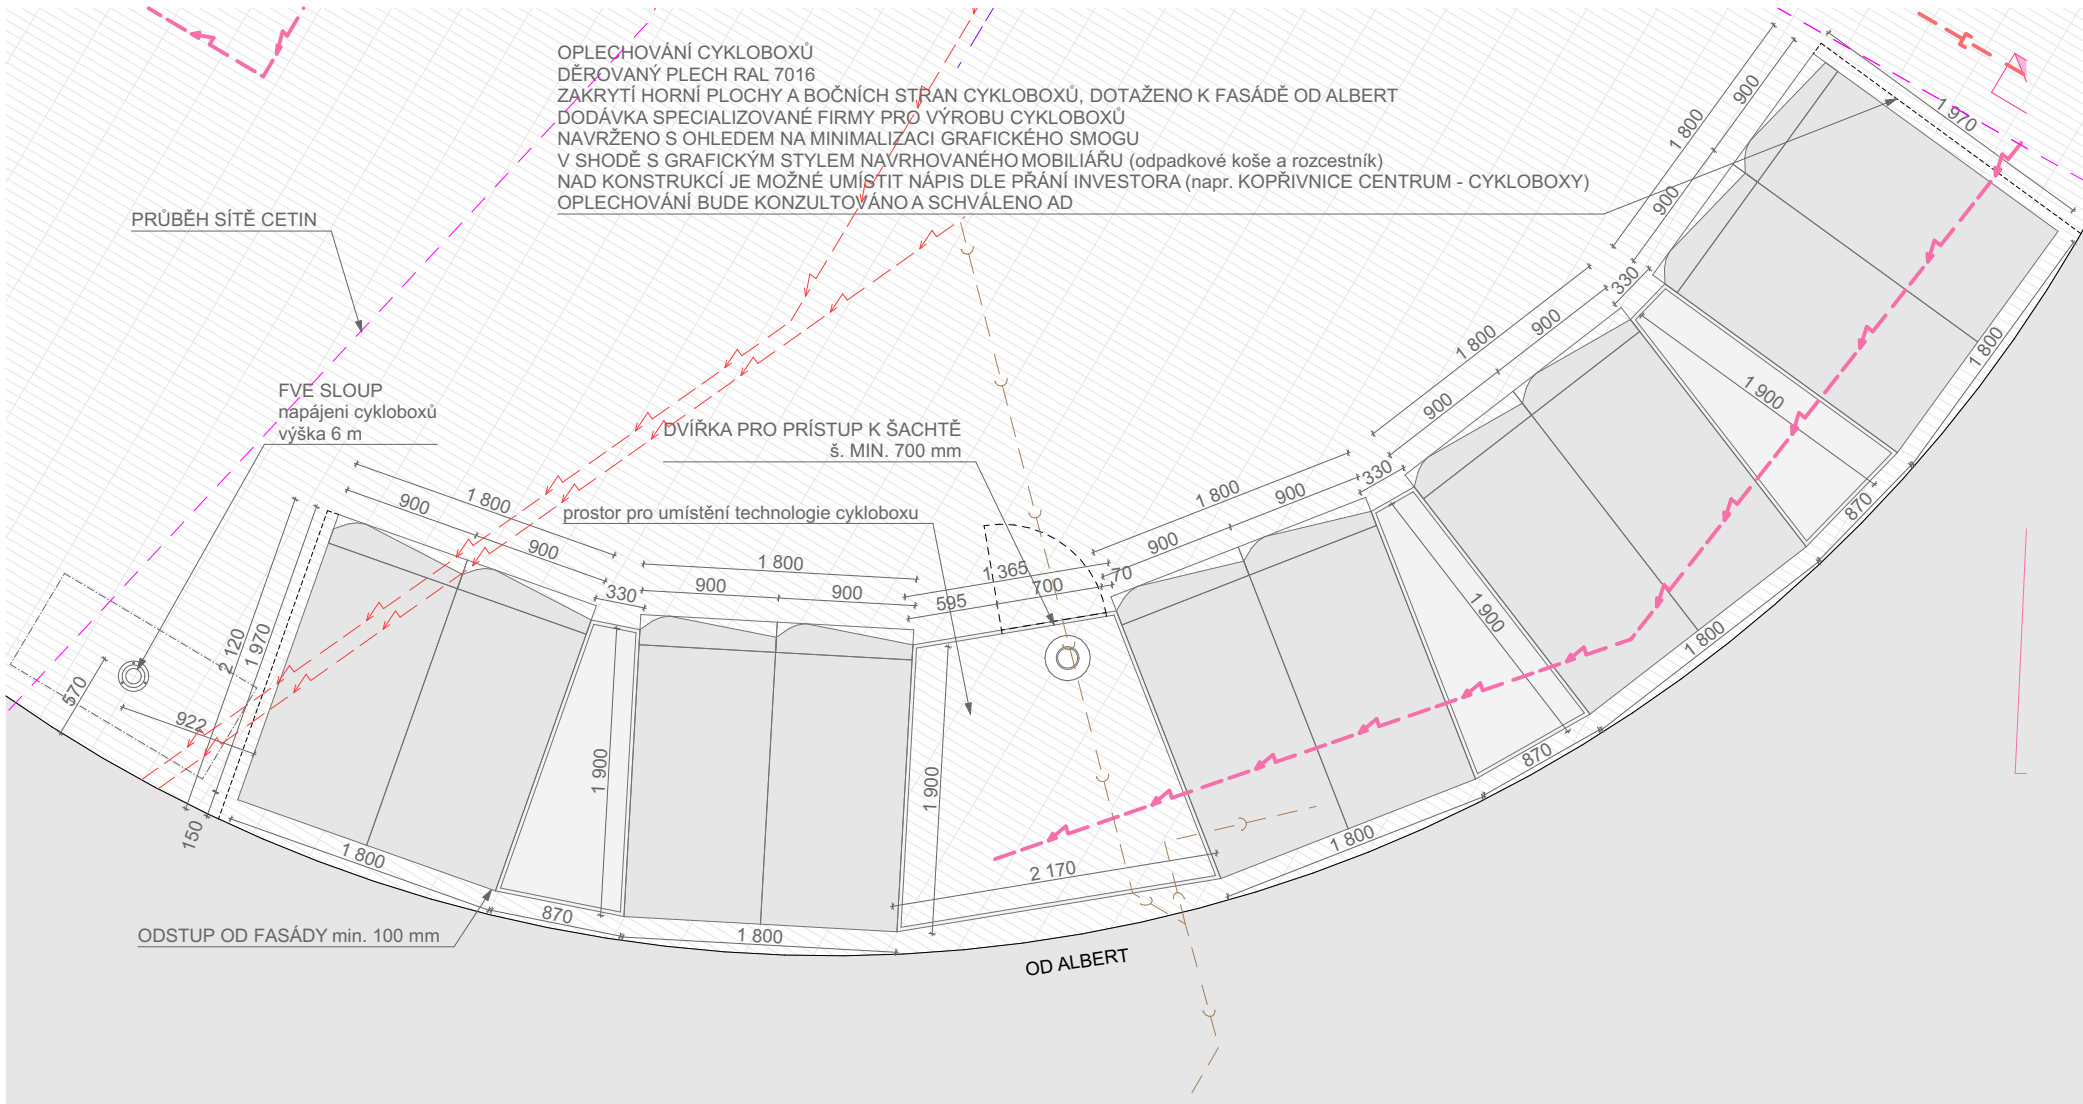 OPLECHOVÁNÍ CYKLOBOXŮ
DĚROVANÝ PLECH RAL 7016
ZAKRYTÍ HORNÍ PLOCHY A BOČNÍCH STRAN CYKLOBOXŮ, DOTAŽENO K FASÁDĚ OD ALBERT
DODÁVKA SPECIALIZOVANÉ FIRMY PRO VÝROBU CYKLOBOXŮ
NAVRŽENO S OHLEDEM NA MINIMALIZACI GRAFICKÉHO SMOGU
V SHODĚ S GRAFICKÝM STYLEM NAVRHOVANÉHO MOBILIÁŘU (odpadkové koše a rozcestník)
NAD KONSTRUKCÍ JE MOŽNÉ UMÍSTIT NÁPIS DLE PŘÁNÍ INVESTORA (napr. KOPŘIVNICE CENTRUM - CYKLOBOXY)
OPLECHOVÁNÍ BUDE KONZULTOVÁNO A SCHVÁLENO AD
1 970
900
1 800
900
330
1 800
PRŮBĚH SÍTĚ CETIN
900
1 800
900
1 900
870
FVE SLOUP
napájeni cykloboxů
výška 6 m
DVÍŘKA PRO PRÍSTUP K ŠACHTĚ
š. MIN. 700 mm
330
1 800
900
900
prostor pro umístění technologie cykloboxu
1 800
900
900
330
1 800
900
900
1 365
700
70
595
1 900
1 800
2 120
1 970
570
922
150
1 900
1 900
870
1 800
2 170
1 800
870
1 800
ODSTUP OD FASÁDY min. 100 mm
OD ALBERT